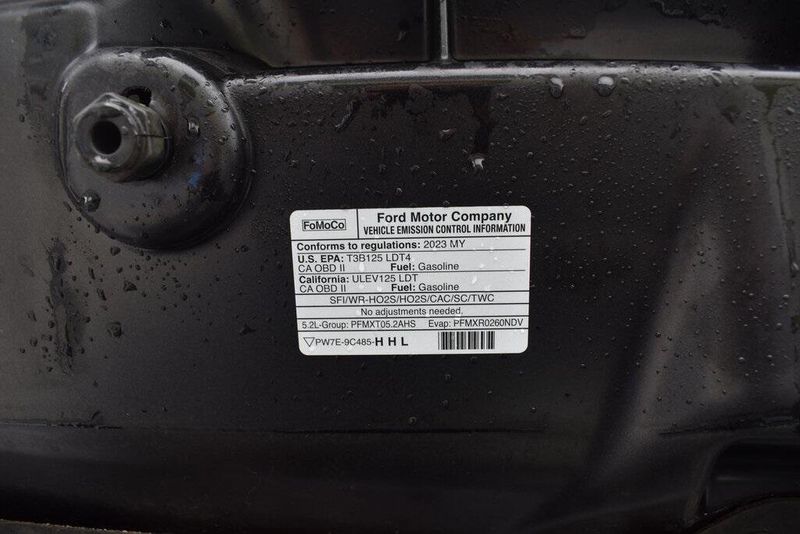 FoMoCo
Ford Motor Company
VEHICLE EMISSION CONTROL INFORMATION
Conforms to regulations: 2023 MY
U.S. EPA: T3B125 LDT4
CA OBD II Fuel: Gasoline
California: ULEV125 LDT
CA OBD II Fuel: Gasoline
SFI/WR-HO2S/HO2S/CAC/SC/TWC
No adjustments needed.
5.2L-Group: PFMXT05.2AHS Evap: PFMXR0260NDV
PW7E-9C485-HHL